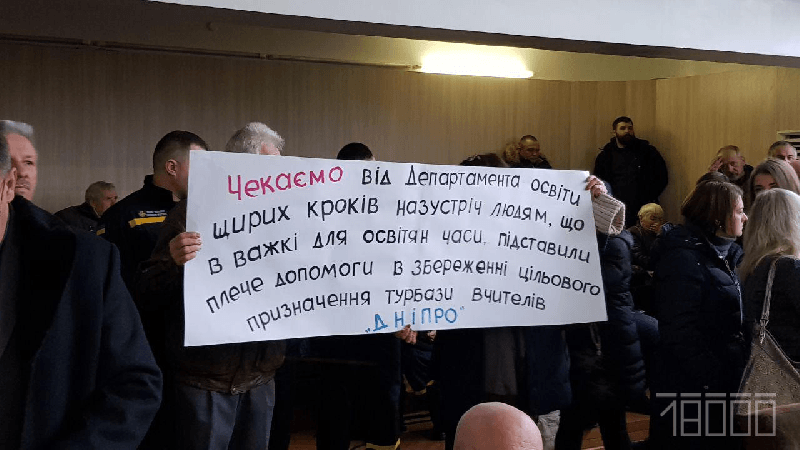 Чекаємо від Департамента освіти
щирих кроків назустріч людям, що
в важкі для освітян часи, підставили
плече допомоги в збереженні цільового
призначення турбази вчителів
„Дніпро"
18000